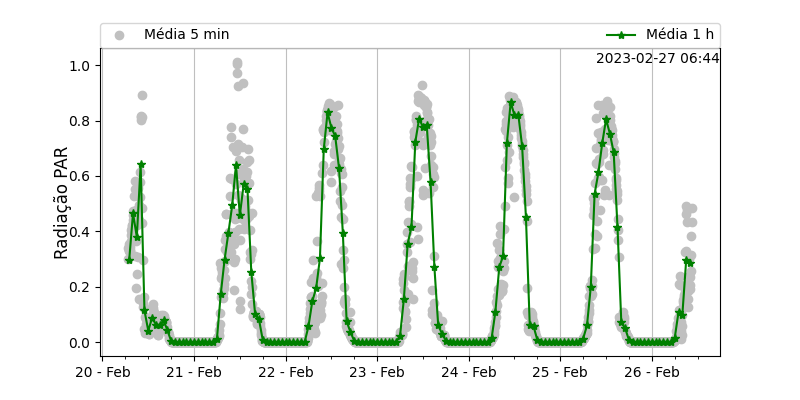 Média 5 min
Média 1 h
2023-02-27 06:44
Radiação PAR
1.0
0.8
0.6
0.4
0.2
0.0
20 - Feb
21 - Feb
22 - Feb
23 - Feb
24 - Feb
25 - Feb
26 - Feb